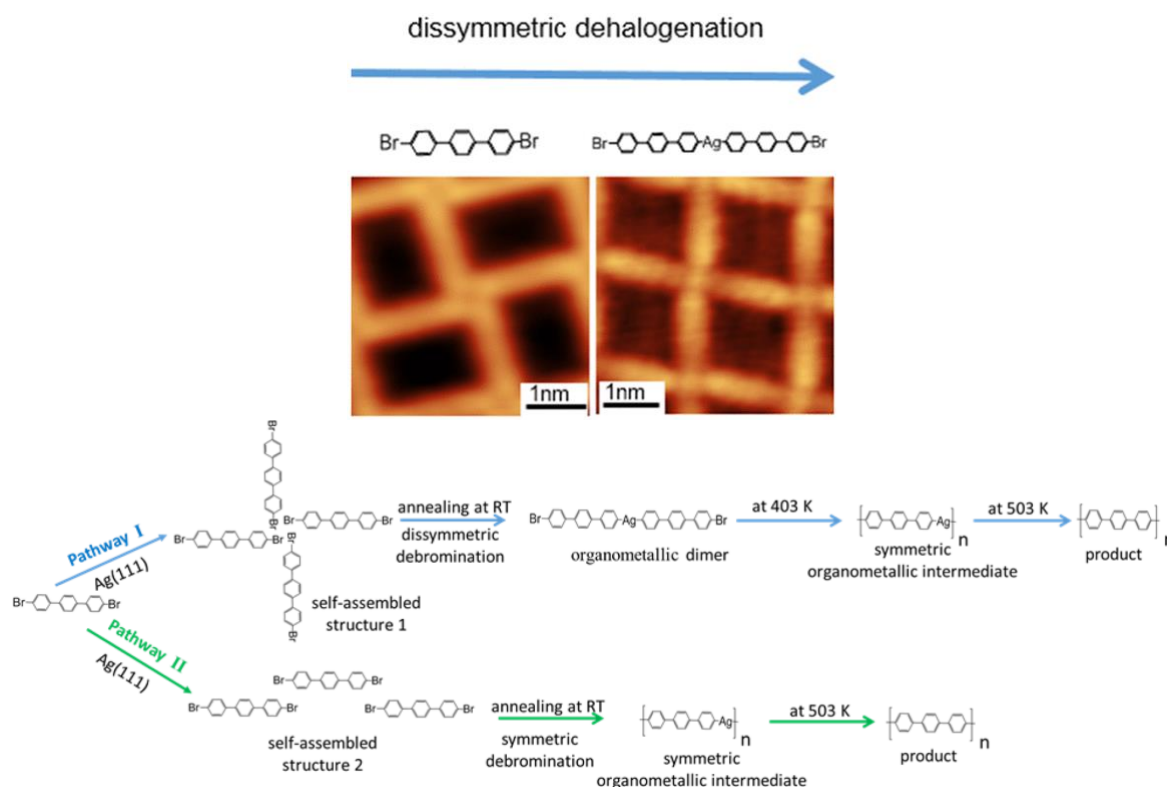 dissymmetric dehalogenation
Br Br
Br Ag Br
1nm
1nm
Br
Br
Br Br
Br Br
Br
Br
Pathway I
Ag(111)
self-assembled
structure 1
annealing at RT
dissymmetric
debromination
Br Ag Br
organometallic dimer
at 403 K
Ag n
symmetric
organometallic intermediate
at 503 K
n
product
Br Br
Pathway II
Ag(111)
Br Br
Br Br
Br Br
self-assembled
structure 2
annealing at RT
symmetric
debromination
Ag n
symmetric
organometallic intermediate
at 503 K
n
product